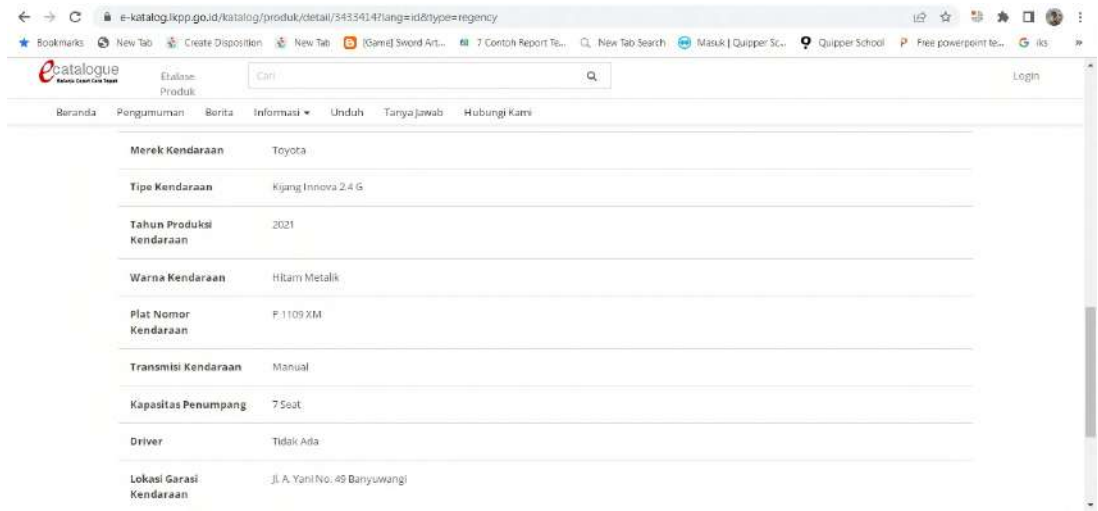 e-katalog.lkpp.go.id/katalog/produk/detail/3433414?lang=id&type=regency
Bookmarks New Tab Create Disposition New Tab [Game] Sword Art... 7 Contoh Report Te... New Tab Search Masuk | Quipper Sc... Quipper School Free powerpoint te... iks »
ecatalogue
Etalase
Produk
Cari
Login
Beranda Pengumuman Berita Informasi Unduh Tanya Jawab Hubungi Kami
Merek Kendaraan Toyota
Tipe Kendaraan Kijang Innova 2.4 G
Tahun Produksi 2021
Kendaraan
Warna Kendaraan Hitam Metalik
Plat Nomor P 1109 XM
Kendaraan
Transmisi Kendaraan Manual
Kapasitas Penumpang 7 Seat
Driver Tidak Ada
Lokasi Garasi Jl. A. Yani No. 49 Banyuwangi
Kendaraan